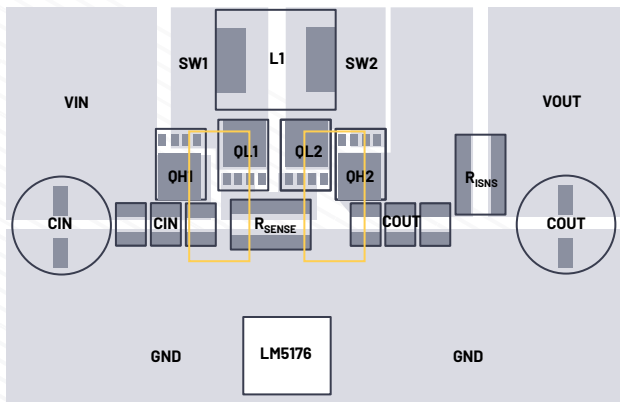 SW1
L1
SW2
VIN
VOUT
QH1
QL1
QL2
QH2
RISNS
CIN
CIN
RSENSE
COUT
COUT
GND
LM5176
GND